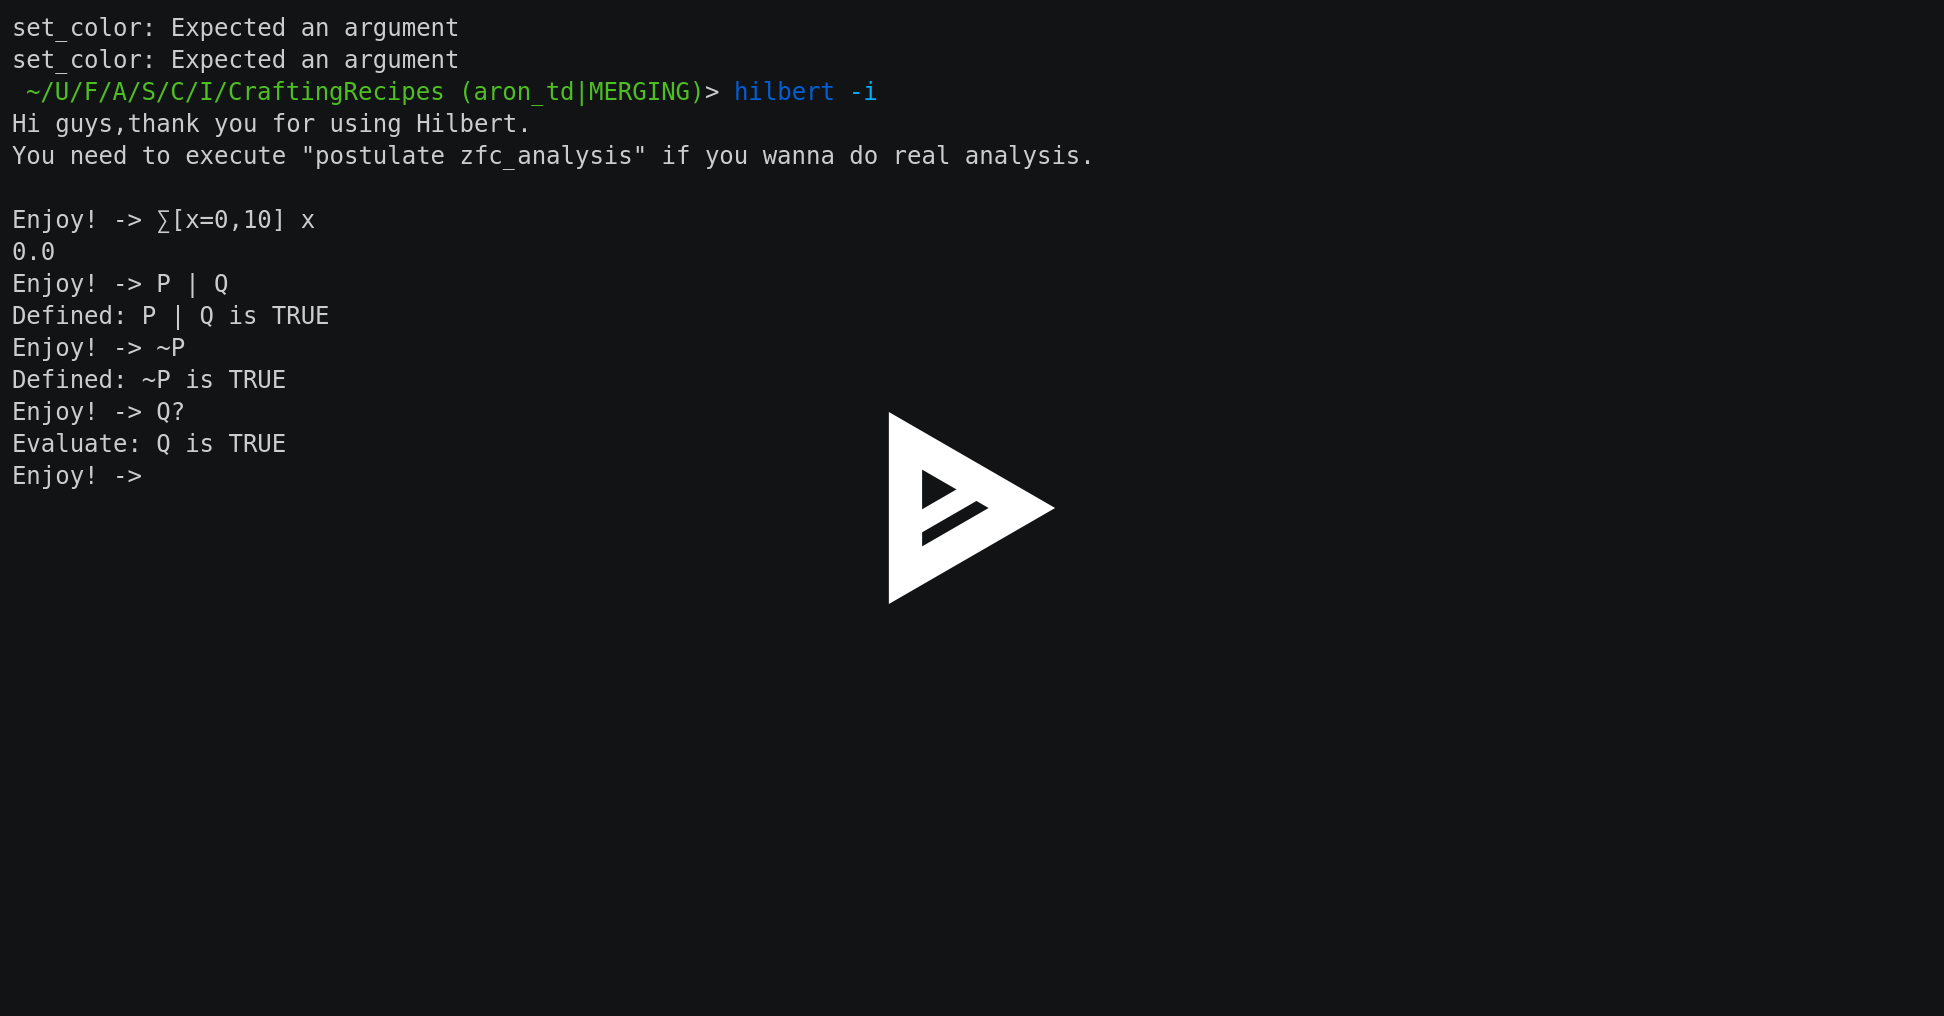 set_color: Expected an argument
set_color: Expected an argument
~/U/F/A/S/C/I/CraftingRecipes (aron_td|MERGING)> hilbert -i
Hi guys,thank you for using Hilbert.
You need to execute "postulate zfc_analysis" if you wanna do real analysis.
Enjoy! -> ∑[x=0,10] x
0.0
Enjoy! -> P | Q
Defined: P | Q is TRUE
Enjoy! -> ~P
Defined: ~P is TRUE
Enjoy! -> Q?
Evaluate: Q is TRUE
Enjoy! ->